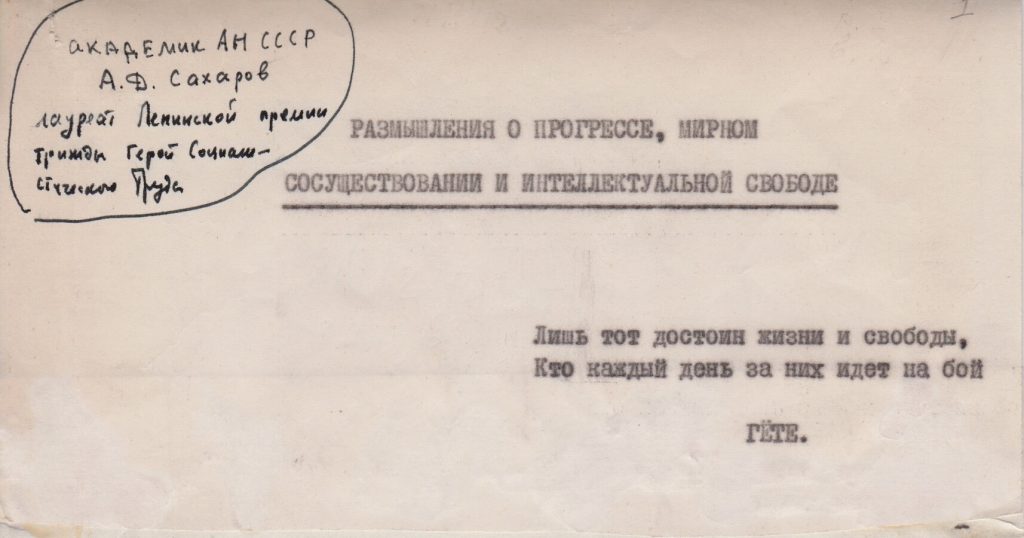 1
академик АН СССР
А.Д. Сахаров
лауреат Ленинской премии
трижды Герой Социали-
стического Труда
РАЗМЫШЛЕНИЯ О ПРОГРЕССЕ, МИРНОМ
СОСУЩЕСТВОВАНИИ И ИНТЕЛЛЕКТУАЛЬНОЙ СВОБОДЕ
Лишь тот достоин жизни и свободы,
Кто каждый день за них идет на бой
ГЁТЕ.